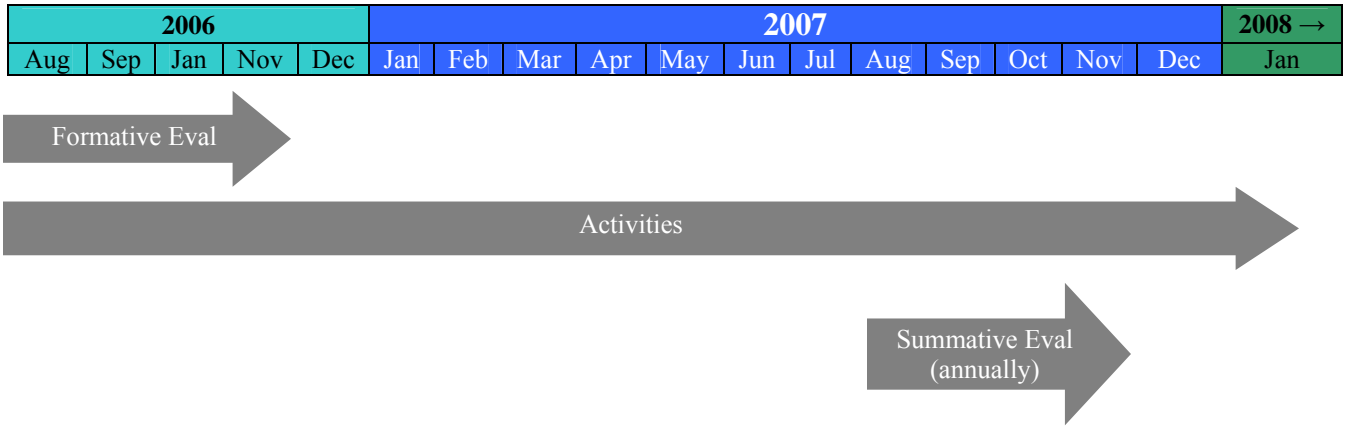 2006 2007 2008 →
Aug Sep Jan Nov Dec Jan Feb Mar Apr May Jun Jul Aug Sep Oct Nov Dec Jan
Formative Eval
Activities
Summative Eval
(annually)